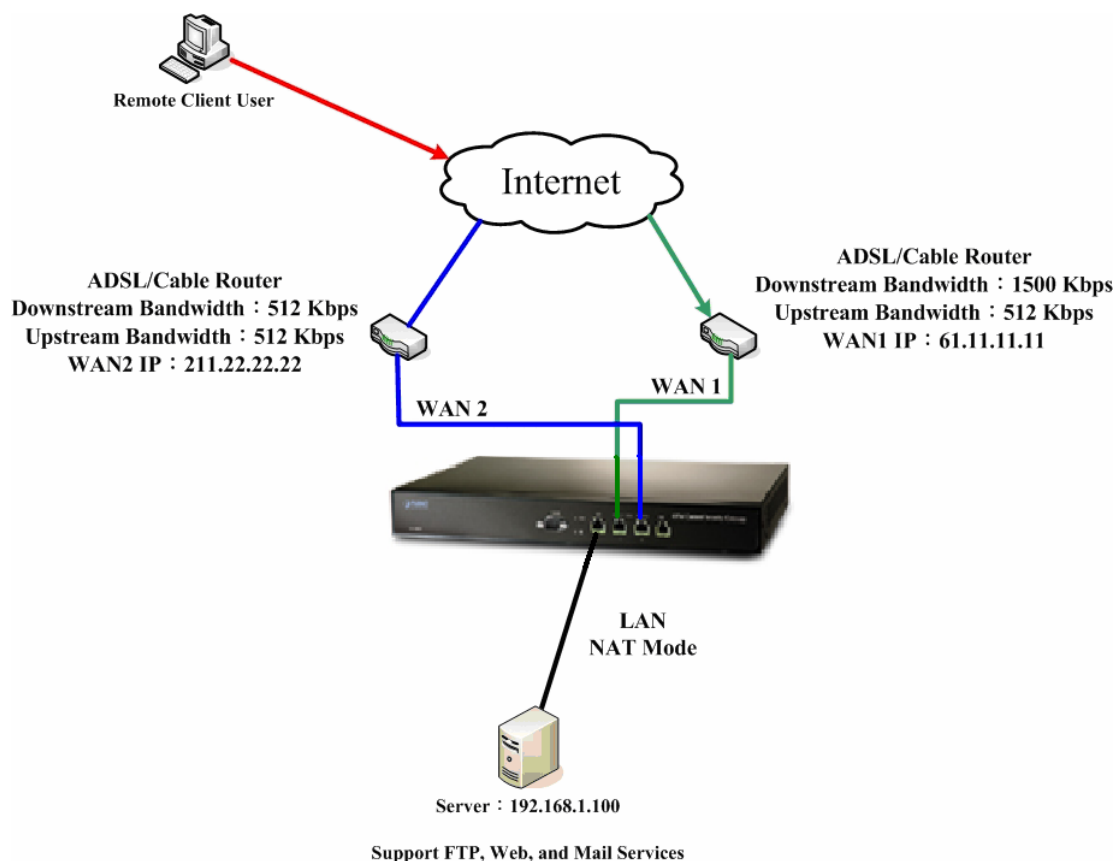 Remote Client User
Internet
ADSL/Cable Router
Downstream Bandwidth：512 Kbps
Upstream Bandwidth：512 Kbps
WAN2 IP：211.22.22.22
ADSL/Cable Router
Downstream Bandwidth：1500 Kbps
Upstream Bandwidth：512 Kbps
WAN1 IP：61.11.11.11
WAN 1
WAN 2
LAN
NAT Mode
Server：192.168.1.100
Support FTP, Web, and Mail Services